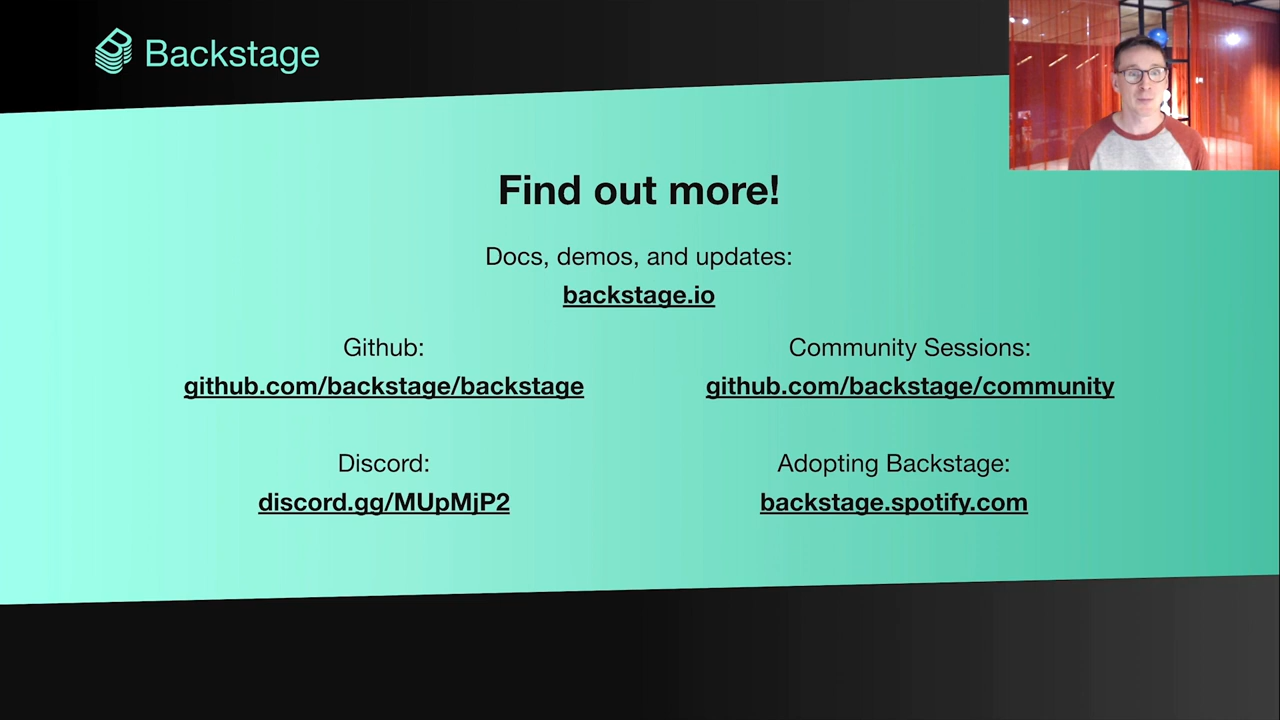 Backstage
Find out more!
Docs, demos, and updates:
backstage.io
Github:
github.com/backstage/backstage
Community Sessions:
github.com/backstage/community
Discord:
discord.gg/MUpMjP2
Adopting Backstage:
backstage.spotify.com